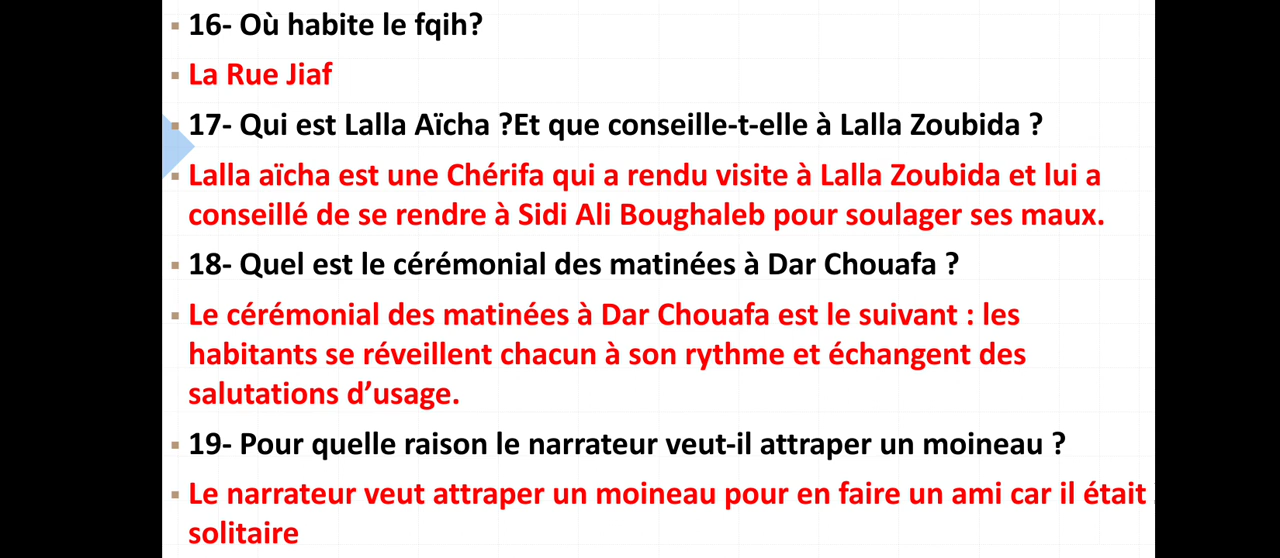 16- Où habite le fqih?
La Rue Jiaf
17- Qui est Lalla Aïcha ?Et que conseille-t-elle à Lalla Zoubida ?
Lalla aïcha est une Chérifa qui a rendu visite à Lalla Zoubida et lui a
conseillé de se rendre à Sidi Ali Boughaleb pour soulager ses maux.
18- Quel est le cérémonial des matinées à Dar Chouafa ?
Le cérémonial des matinées à Dar Chouafa est le suivant : les
habitants se réveillent chacun à son rythme et échangent des
salutations d’usage.
19- Pour quelle raison le narrateur veut-il attraper un moineau ?
Le narrateur veut attraper un moineau pour en faire un ami car il était
solitaire